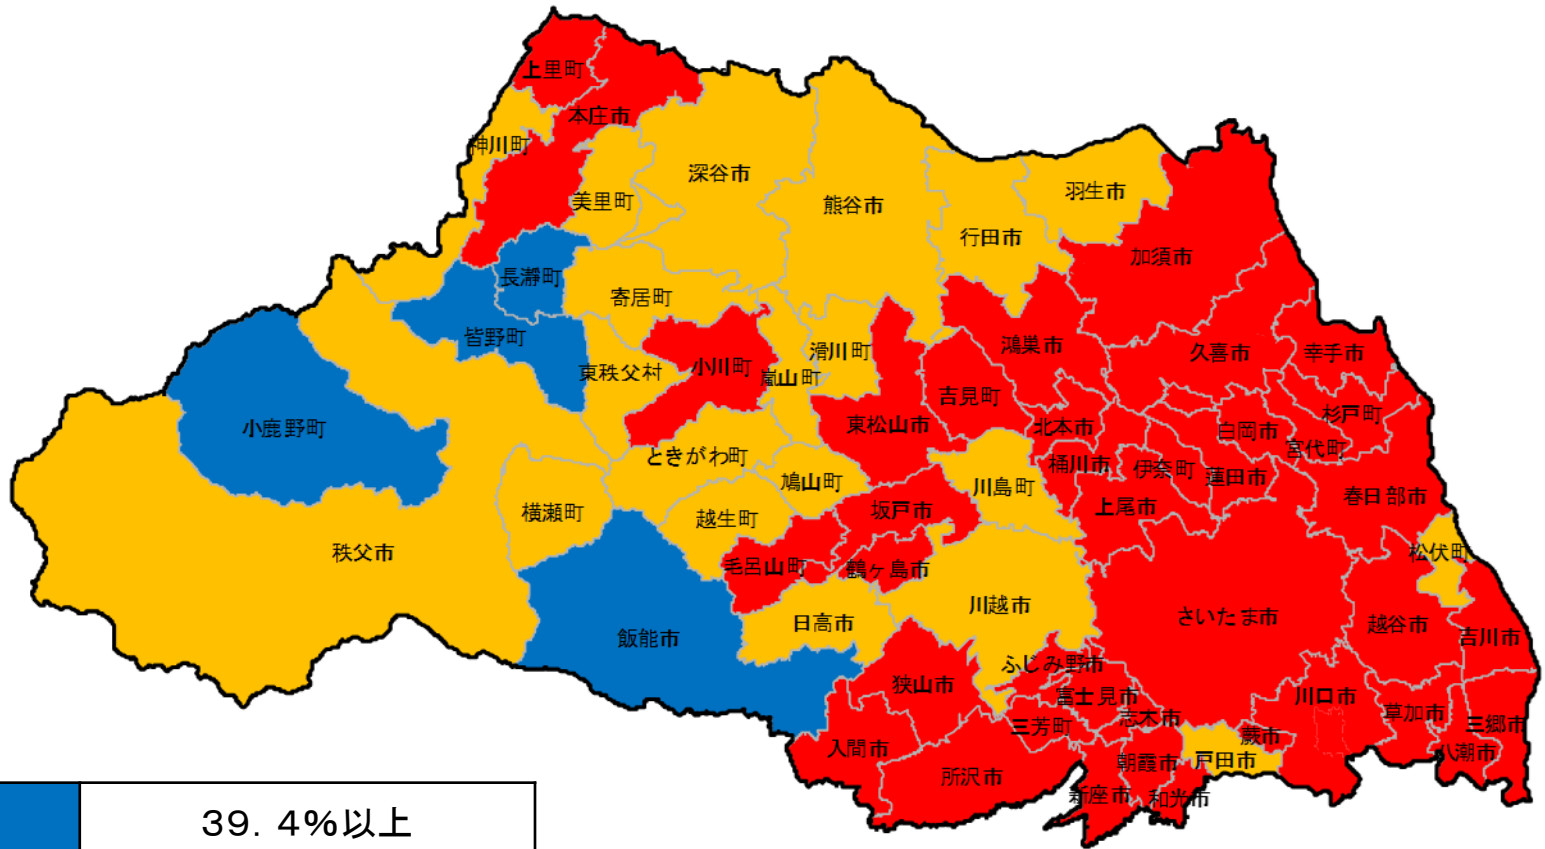 上里町
本庄市
神川町
深谷市
美里町
熊谷市
羽生市
行田市
加須市
長瀞町
寄居町
皆野町
滑川町
鴻巣市
久喜市
幸手市
東秩父村
小川町
嵐山町
吉見町
杉戸町
小鹿野町
東松山市
北本市
白岡市
宮代町
ときがわ町
桶川市
伊奈町
蓮田市
鳩山町
川島町
春日部市
横瀬町
越生町
坂戸市
上尾市
秩父市
毛呂山町
鶴ヶ島市
松伏町
川越市
さいたま市
日高市
越谷市
飯能市
吉川市
ふじみ野市
狭山市
富士見市
川口市
志木市
草加市
三芳町
三郷市
入間市
蕨市
八潮市
朝霞市
戸田市
所沢市
新座市
和光市
39．4%以上